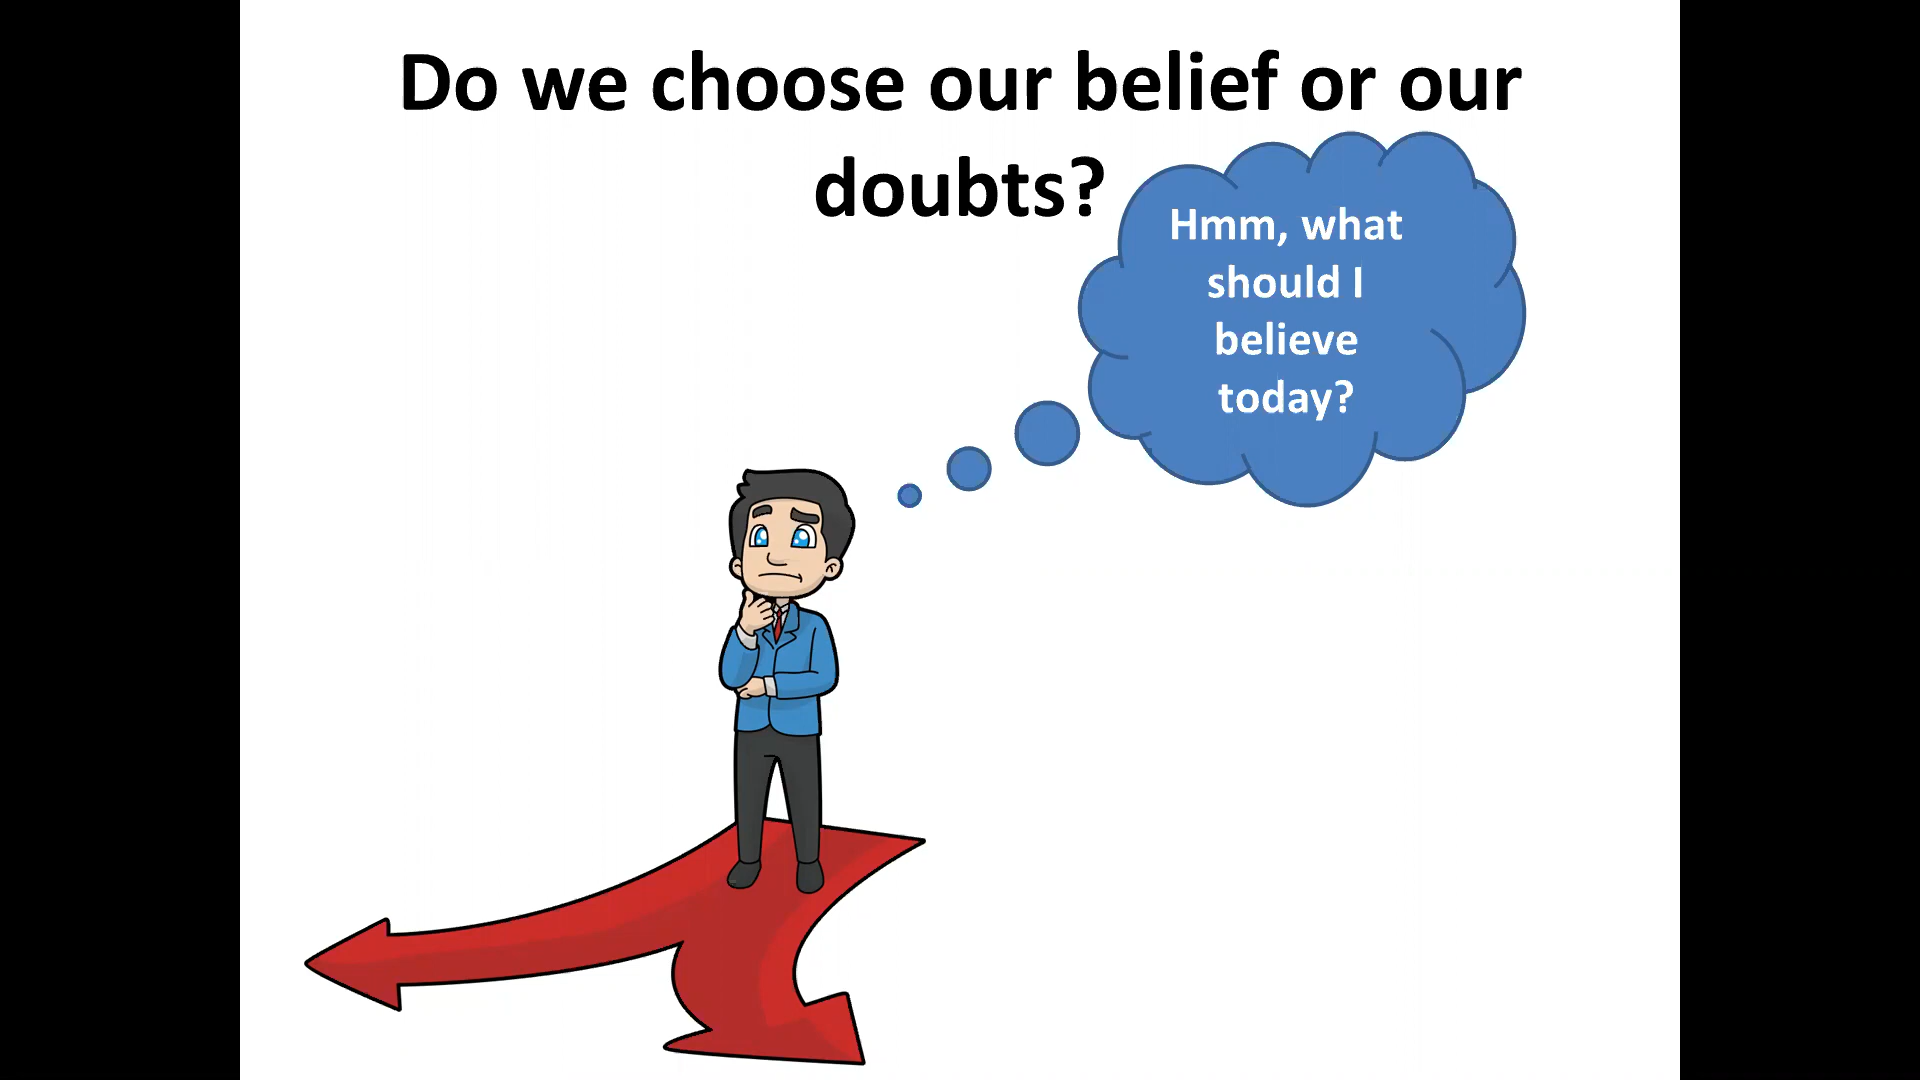 Do we choose our belief or our
doubts?
Hmm, what
should I
believe
today?